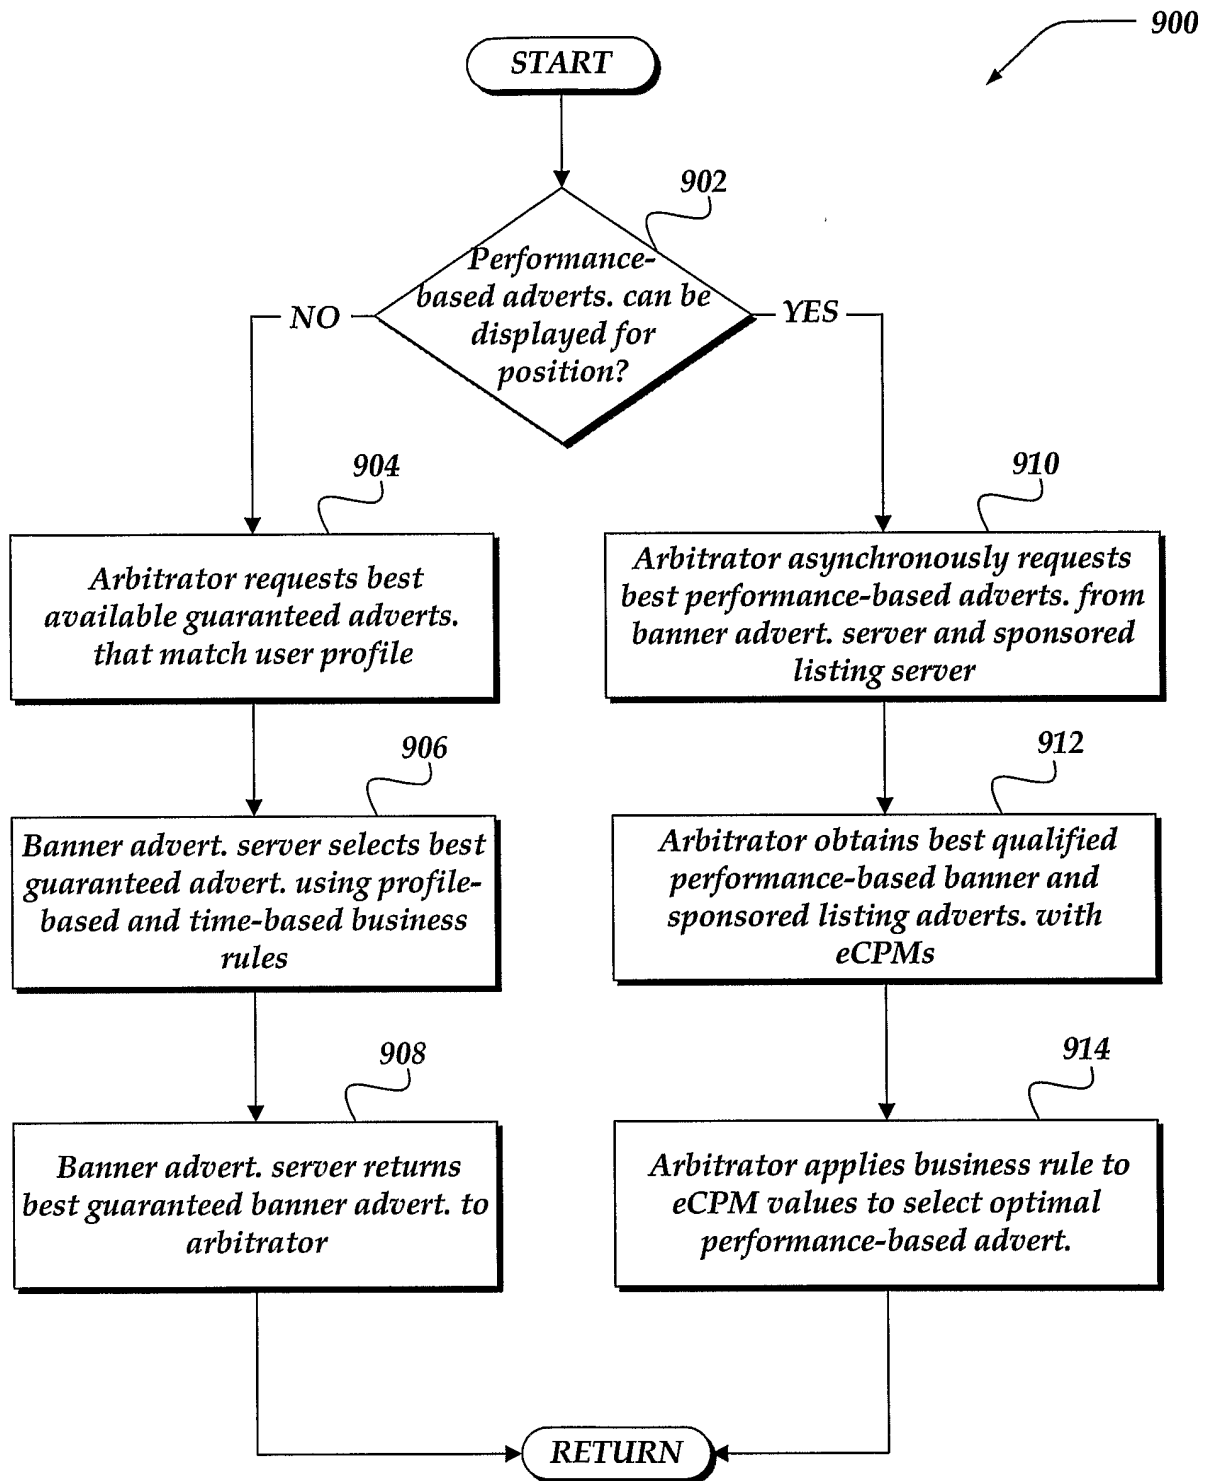 900
START
902
Performance-
based adverts. can be
displayed for
position?
NO
YES
904
Arbitrator requests best
available guaranteed adverts.
that match user profile
910
Arbitrator asynchronously requests
best performance-based adverts. from
banner advert. server and sponsored
listing server
906
Banner advert. server selects best
guaranteed advert. using profile-
based and time-based business
rules
912
Arbitrator obtains best qualified
performance-based banner and
sponsored listing adverts. with
eCPMs
908
Banner advert. server returns
best guaranteed banner advert. to
arbitrator
914
Arbitrator applies business rule to
eCPM values to select optimal
performance-based advert.
RETURN